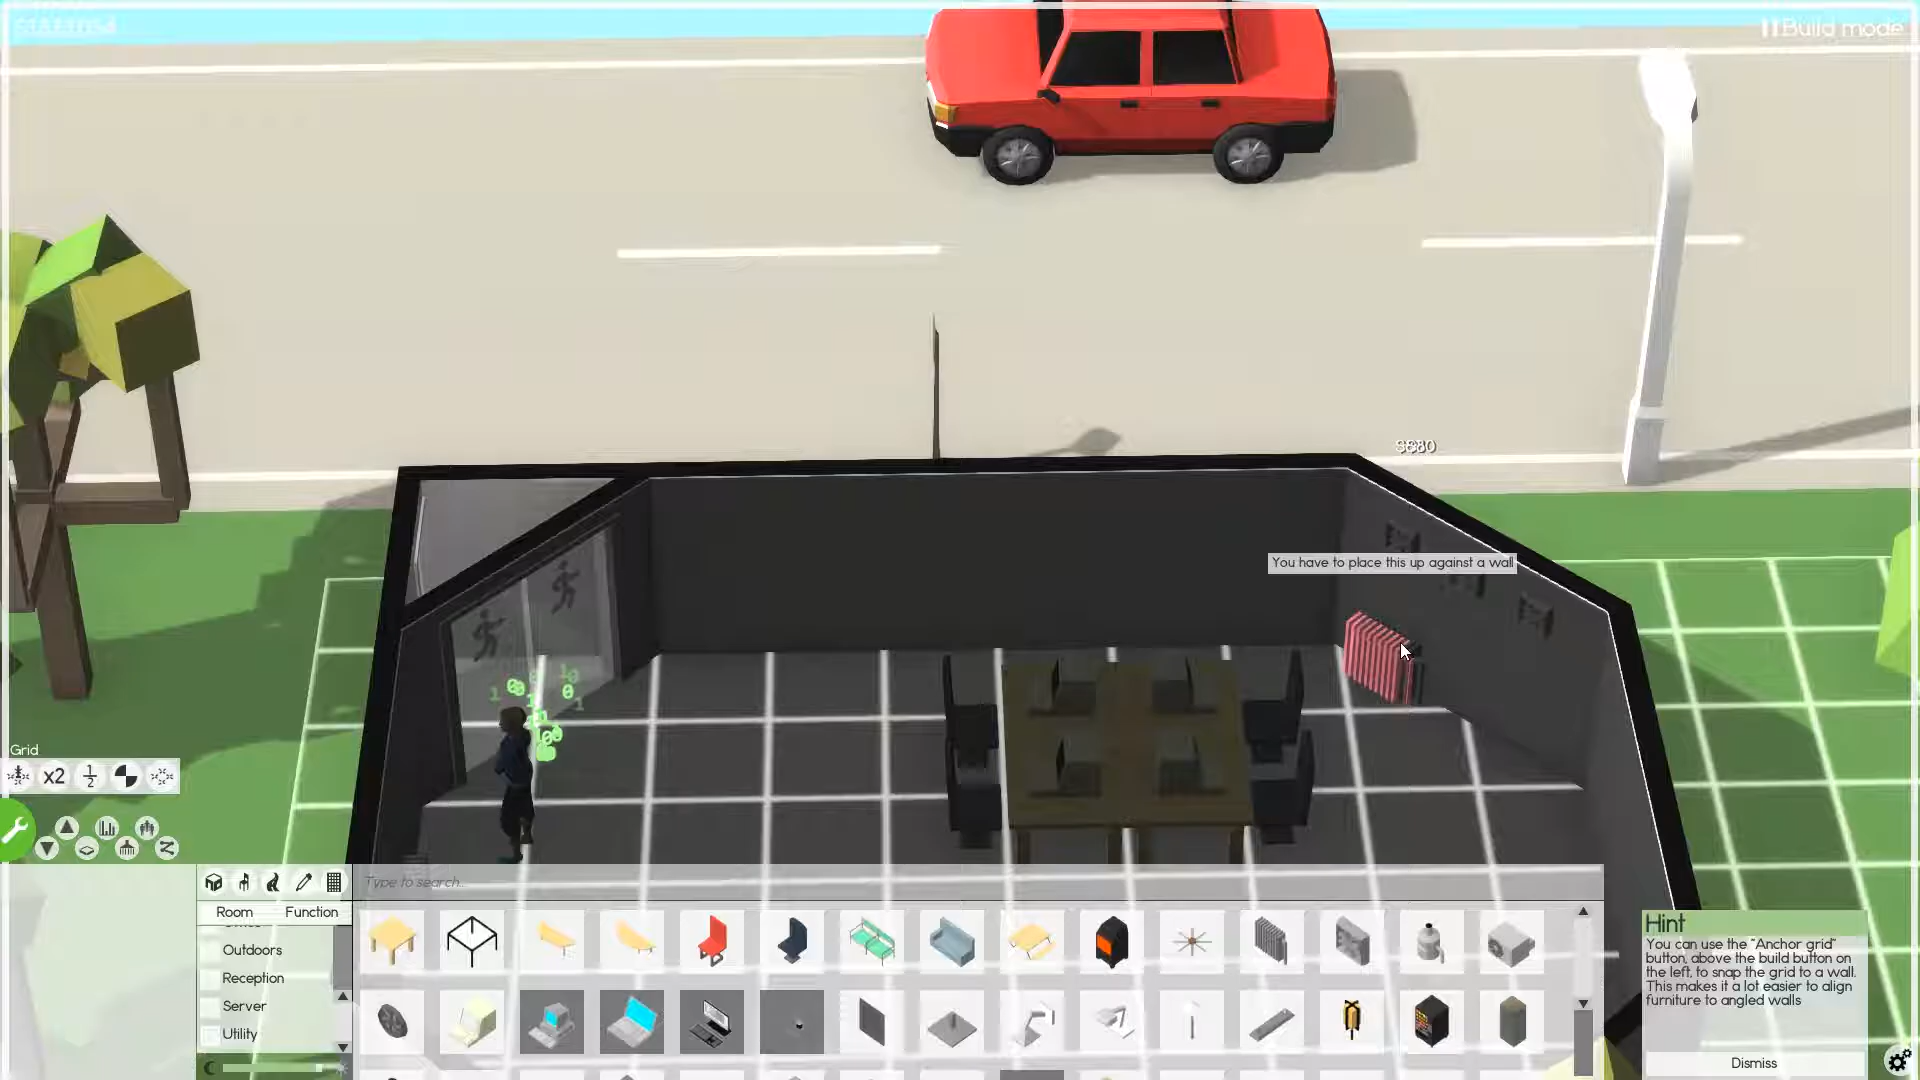 Build mode
$680
You have to place this up against a wall
Grid
x2
1/2
Type to search...
Room
Function
Outdoors
Reception
Server
Utility
Hint
You can use the "Anchor grid"
button, above the build button on
the left, to snap the grid to a wall.
This makes it a lot easier to align
furniture to angled walls
Dismiss